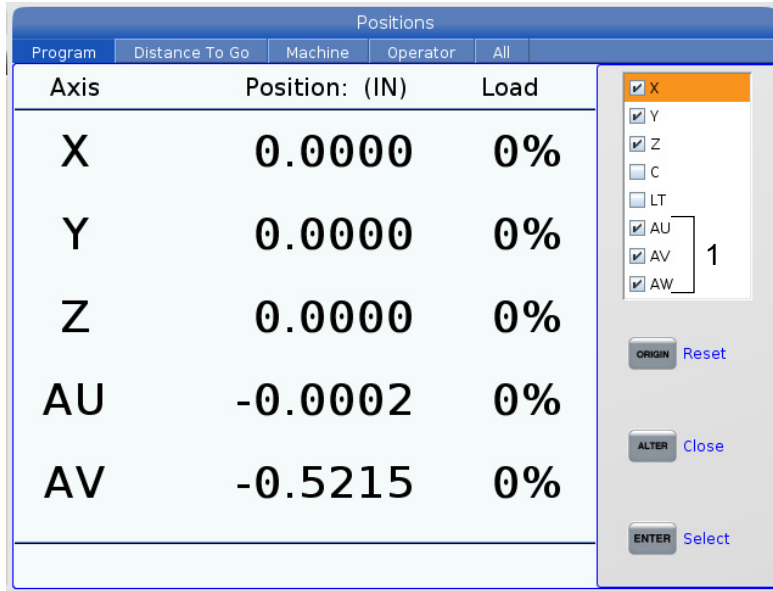 Positions
Program Distance To Go Machine Operator All
Axis Position: (IN) Load
X 0.0000 0%
Y 0.0000 0%
Z 0.0000 0%
AU -0.0002 0%
AV -0.5215 0%
X
Y
Z
C
LT
AU
AV
AW
1
ORIGIN Reset
ALTER Close
ENTER Select